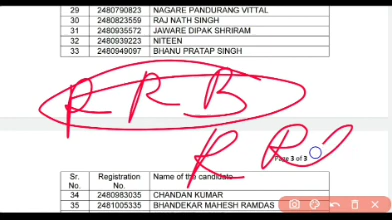 29 2480790823 NAGARE PANDURANG VITTAL
30 2480823559 RAJ NATH SINGH
31 2480935572 JAWARE DIPAK SHRIRAM
32 2480939223 NITEEN
33 2480949097 BHANU PRATAP SINGH
RRB
R R
Page 3 of 3
Sr. No. Registration No. Name of the candidate
34 2480983035 CHANDAN KUMAR
35 2481005335 BHANDEKAR MAHESH RAMDAS